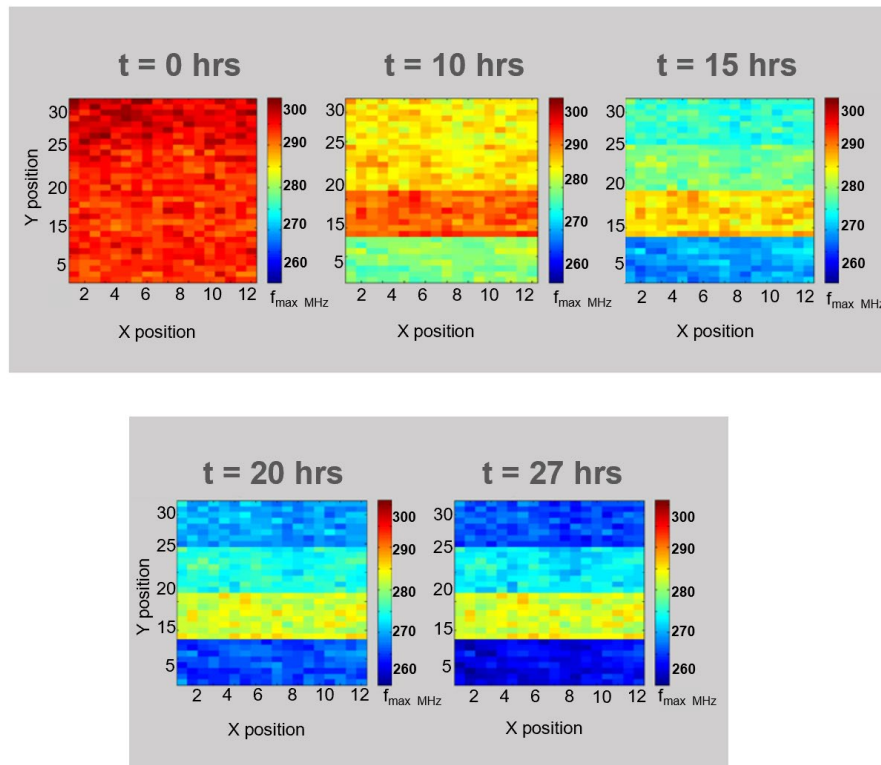 t = 0 hrs
t = 10 hrs
t = 15 hrs
Y position
30
25
20
15
5
2 4 6 8 10 12
X position
300
290
280
270
260
fmax MHz
30
25
20
15
5
2 4 6 8 10 12
X position
300
290
280
270
260
fmax MHz
30
25
20
15
5
2 4 6 8 10 12
X position
300
290
280
270
260
fmax MHz
t = 20 hrs
t = 27 hrs
Y position
30
25
20
15
5
2 4 6 8 10 12
X position
300
290
280
270
260
fmax MHz
30
25
20
15
5
2 4 6 8 10 12
X position
300
290
280
270
260
fmax MHz